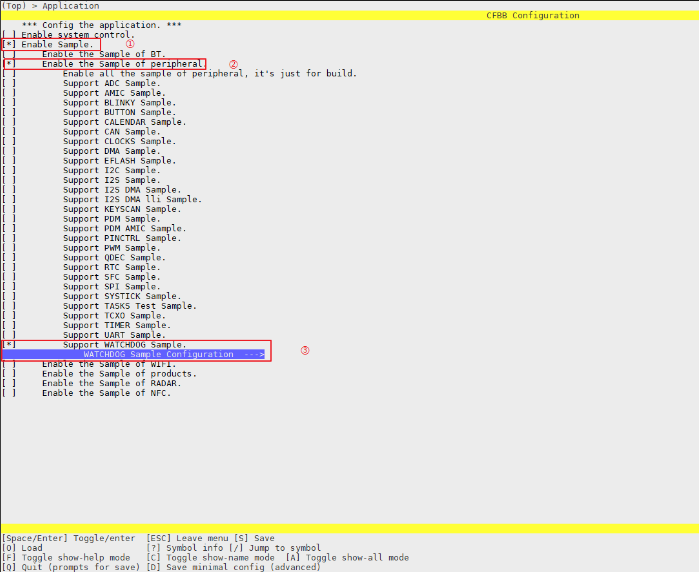 (Top) > Application
CFBB Configuration
*** Config the application. ***
[ ] Enable system control.
[*] Enable Sample. ①
[ ] Enable the Sample of BT.
[*] Enable the Sample of peripheral. ②
[ ] Enable all the sample of peripheral, it's just for build.
[ ] Support ADC Sample.
[ ] Support AMIC Sample.
[ ] Support BLINKY Sample.
[ ] Support BUTTON Sample.
[ ] Support CALENDAR Sample.
[ ] Support CAN Sample.
[ ] Support CLOCKS Sample.
[ ] Support DMA Sample.
[ ] Support EFLASH Sample.
[ ] Support I2C Sample.
[ ] Support I2S Sample.
[ ] Support I2S DMA Sample.
[ ] Support I2S DMA lli Sample.
[ ] Support KEYSCAN Sample.
[ ] Support PDM Sample.
[ ] Support PDM AMIC Sample.
[ ] Support PINCTRL Sample.
[ ] Support PWM Sample.
[ ] Support QDEC Sample.
[ ] Support RTC Sample.
[ ] Support SFC Sample.
[ ] Support SPI Sample.
[ ] Support SYSTICK Sample.
[ ] Support TASKS Test Sample.
[ ] Support TCXO Sample.
[ ] Support TIMER Sample.
[ ] Support UART Sample.
[*] Support WATCHDOG Sample.
WATCHDOG Sample Configuration ---> ③
[ ] Enable the Sample of WIFI.
[ ] Enable the Sample of products.
[ ] Enable the Sample of RADAR.
[ ] Enable the Sample of NFC.
[Space/Enter] Toggle/enter [ESC] Leave menu [S] Save
[O] Load [?] Symbol info [/] Jump to symbol
[F] Toggle show-help mode [C] Toggle show-name mode [A] Toggle show-all mode
[Q] Quit (prompts for save) [D] Save minimal config (advanced)